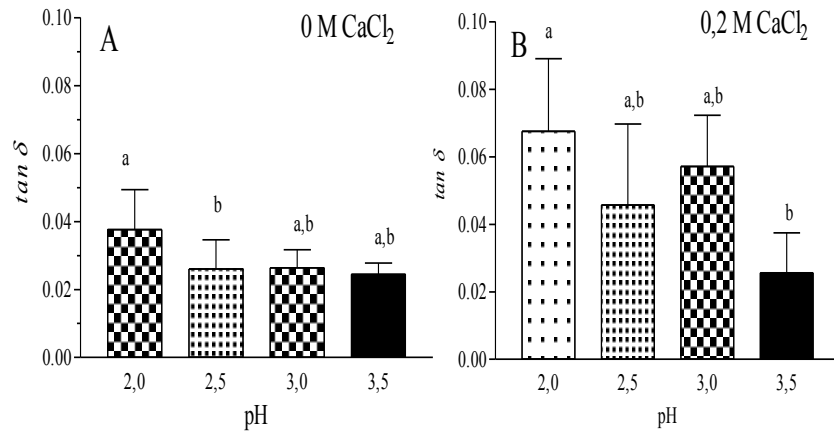 A
0 M CaCl₂
0.10
0.08
0.06
0.04
0.02
0.00
tan δ
a
b
a,b
a,b
2,0 2,5 3,0 3,5
pH
B
0,2 M CaCl₂
0.10
0.08
0.06
0.04
0.02
0.00
tan δ
a
a,b
a,b
b
2,0 2,5 3,0 3,5
pH